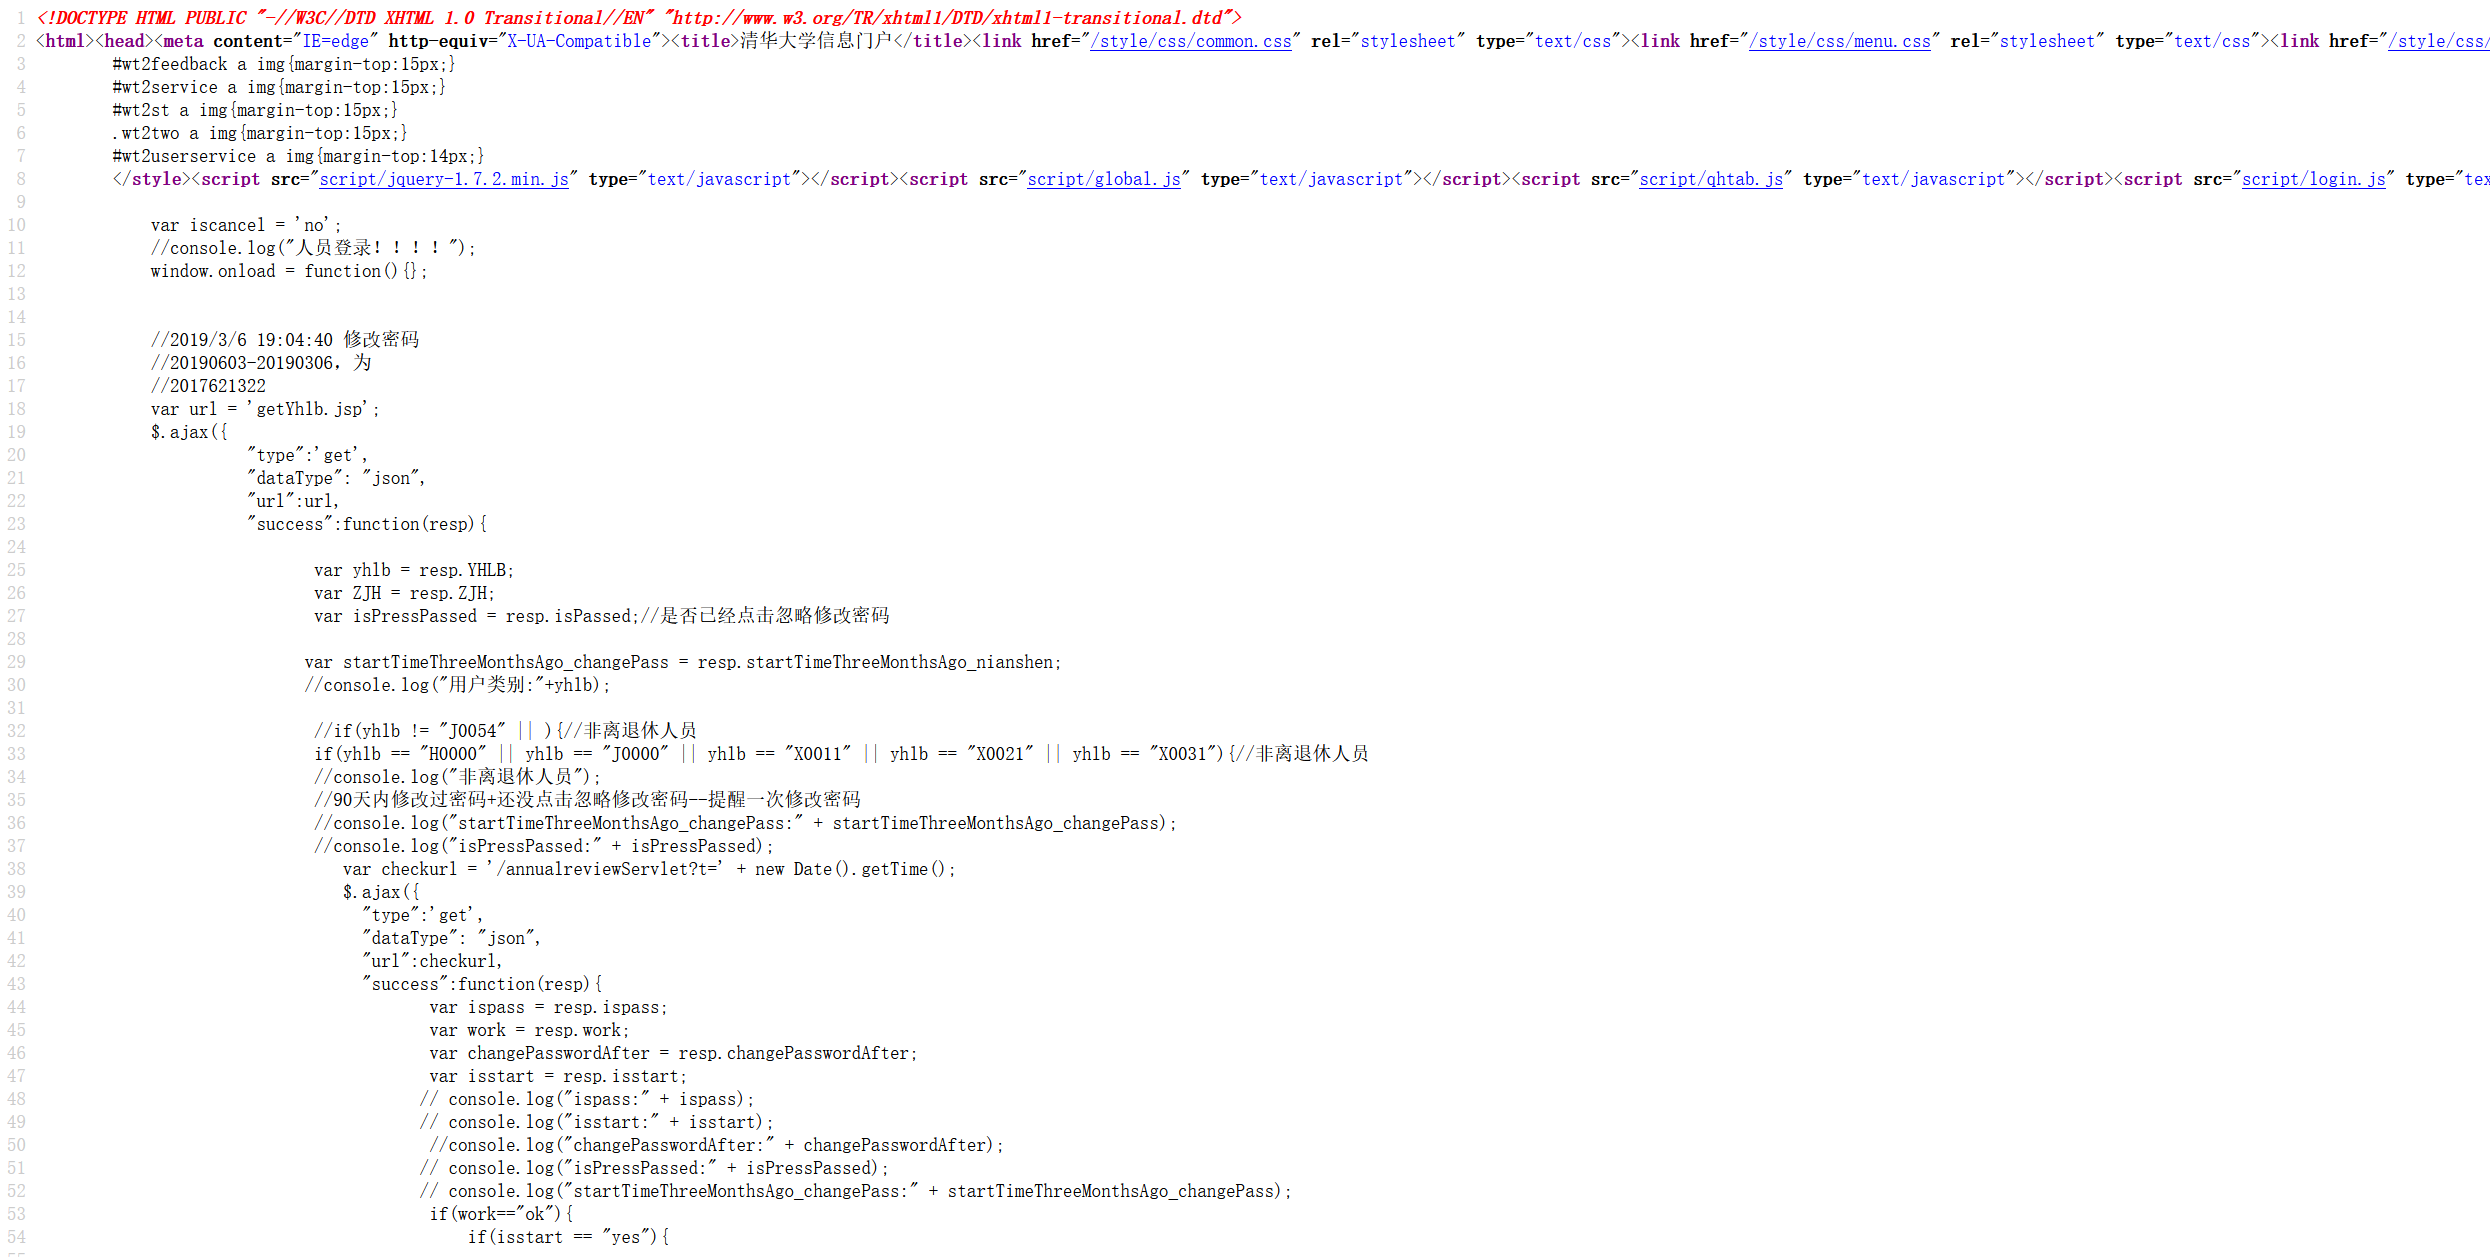 1 <!DOCTYPE HTML PUBLIC "-//W3C//DTD XHTML 1.0 Transitional//EN" "http://www.w3.org/TR/xhtml1/DTD/xhtml1-transitional.dtd">
2 <html><head><meta content="IE=edge" http-equiv="X-UA-Compatible"><title>清华大学信息门户</title><link href="/style/css/common.css" rel="stylesheet" type="text/css"><link href="/style/css/menu.css" rel="stylesheet" type="text/css"><link href="/style/css/
3 #wt2feedback a img{margin-top:15px;}
4 #wt2service a img{margin-top:15px;}
5 #wt2st a img{margin-top:15px;}
6 .wt2two a img{margin-top:15px;}
7 #wt2userservice a img{margin-top:14px;}
8 </style><script src="script/jquery-1.7.2.min.js" type="text/javascript"></script><script src="script/global.js" type="text/javascript"></script><script src="script/qhtab.js" type="text/javascript"></script><script src="script/login.js" type="tex
9
10 var iscancel = 'no';
11 //console.log("人员登录！！！！");
12 window.onload = function(){};
13
14
15 //2019/3/6 19:04:40 修改密码
16 //20190603-20190306，为
17 //2017621322
18 var url = 'getYhlb.jsp';
19 $.ajax({
20 "type":'get',
21 "dataType": "json",
22 "url":url,
23 "success":function(resp){
24
25 var yhlb = resp.YHLB;
26 var ZJH = resp.ZJH;
27 var isPressPassed = resp.isPassed;//是否已经点击忽略修改密码
28
29 var startTimeThreeMonthsAgo_changePass = resp.startTimeThreeMonthsAgo_nianshen;
30 //console.log("用户类别:"+yhlb);
31
32 //if(yhlb != "J0054" || ){//非离退休人员
33 if(yhlb == "H0000" || yhlb == "J0000" || yhlb == "X0011" || yhlb == "X0021" || yhlb == "X0031"){//非离退休人员
34 //console.log("非离退休人员");
35 //90天内修改过密码+还没点击忽略修改密码--提醒一次修改密码
36 //console.log("startTimeThreeMonthsAgo_changePass:" + startTimeThreeMonthsAgo_changePass);
37 //console.log("isPressPassed:" + isPressPassed);
38 var checkurl = '/annualreviewServlet?t=' + new Date().getTime();
39 $.ajax({
40 "type":'get',
41 "dataType": "json",
42 "url":checkurl,
43 "success":function(resp){
44 var ispass = resp.ispass;
45 var work = resp.work;
46 var changePasswordAfter = resp.changePasswordAfter;
47 var isstart = resp.isstart;
48 // console.log("ispass:" + ispass);
49 // console.log("isstart:" + isstart);
50 //console.log("changePasswordAfter:" + changePasswordAfter);
51 // console.log("isPressPassed:" + isPressPassed);
52 // console.log("startTimeThreeMonthsAgo_changePass:" + startTimeThreeMonthsAgo_changePass);
53 if(work=="ok"){
54 if(isstart == "yes"){